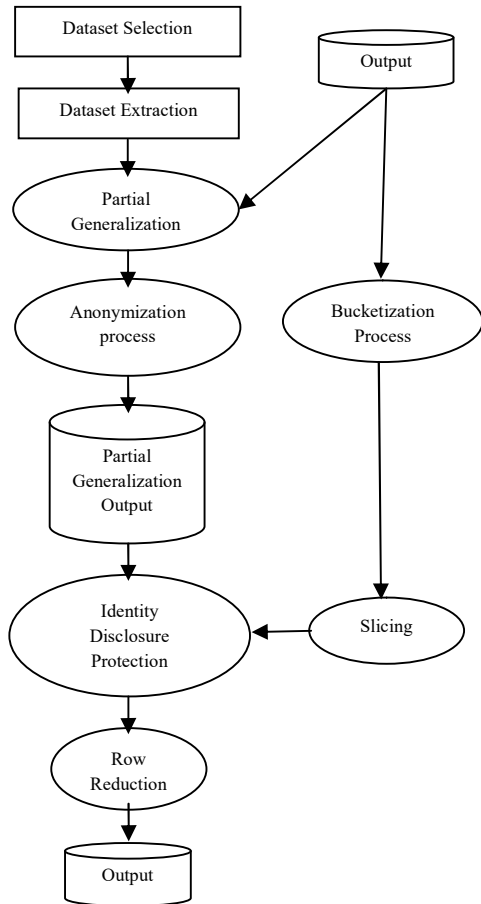 Dataset Selection
Output
Dataset Extraction
Partial
Generalization
Anonymization
process
Bucketization
Process
Partial
Generalization
Output
Identity
Disclosure
Protection
Slicing
Row
Reduction
Output